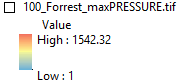 100_Forrest_maxPRESSURE.tif
Value
High : 1542.32
Low : 1